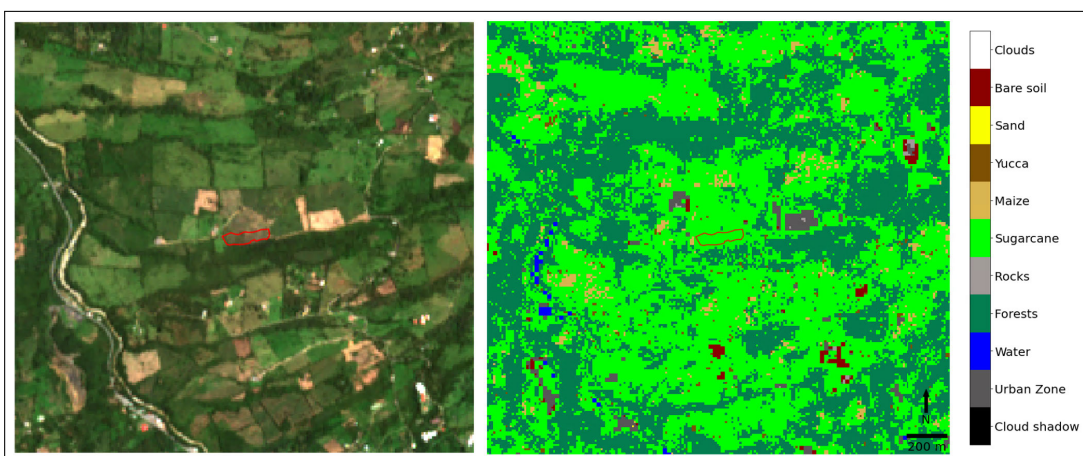 Clouds
Bare soil
Sand
Yucca
Maize
Sugarcane
Rocks
Forests
Water
Urban Zone
Cloud shadow
N
200 m